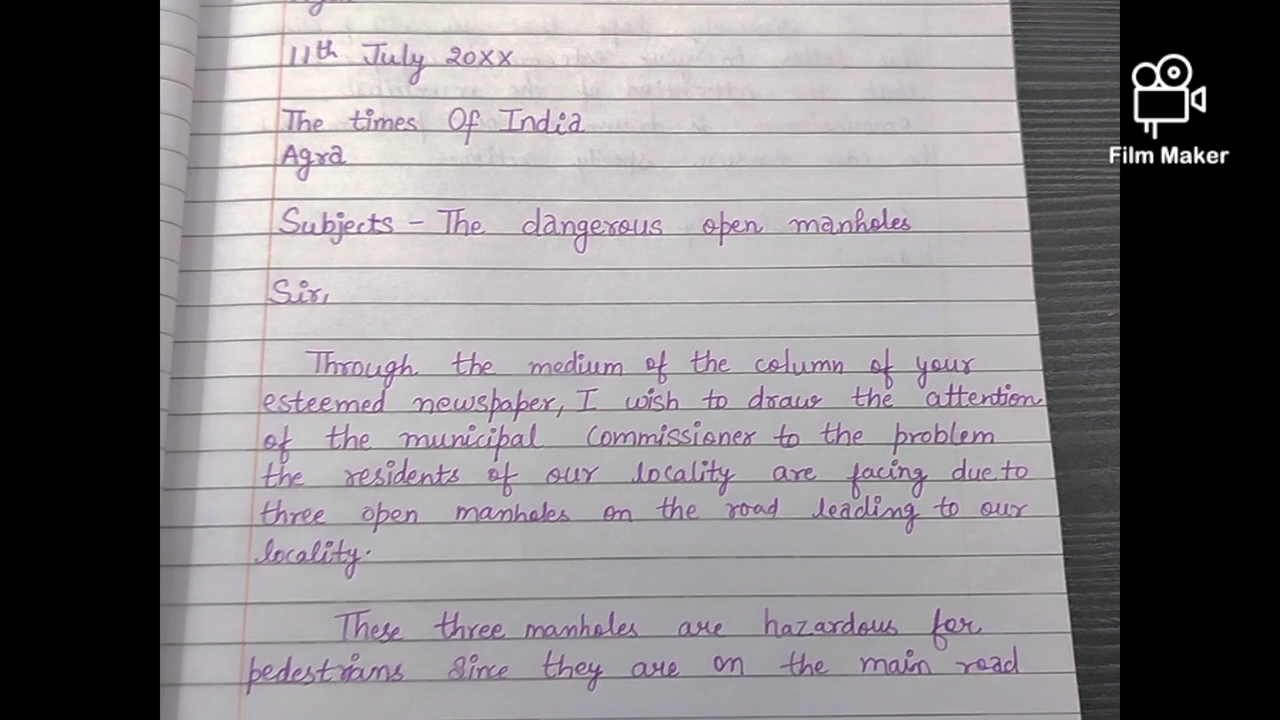 11th July 20XX
The times Of India
Agra
Subjects - The dangerous open manholes
Sir,
Through the medium of the column of your
esteemed newspaper, I wish to draw the attention
of the municipal Commissioner to the problem
the residents of our locality are facing due to
three open manholes on the road leading to our
locality.
These three manholes are hazardous for
pedestrians since they are on the main road
Film Maker